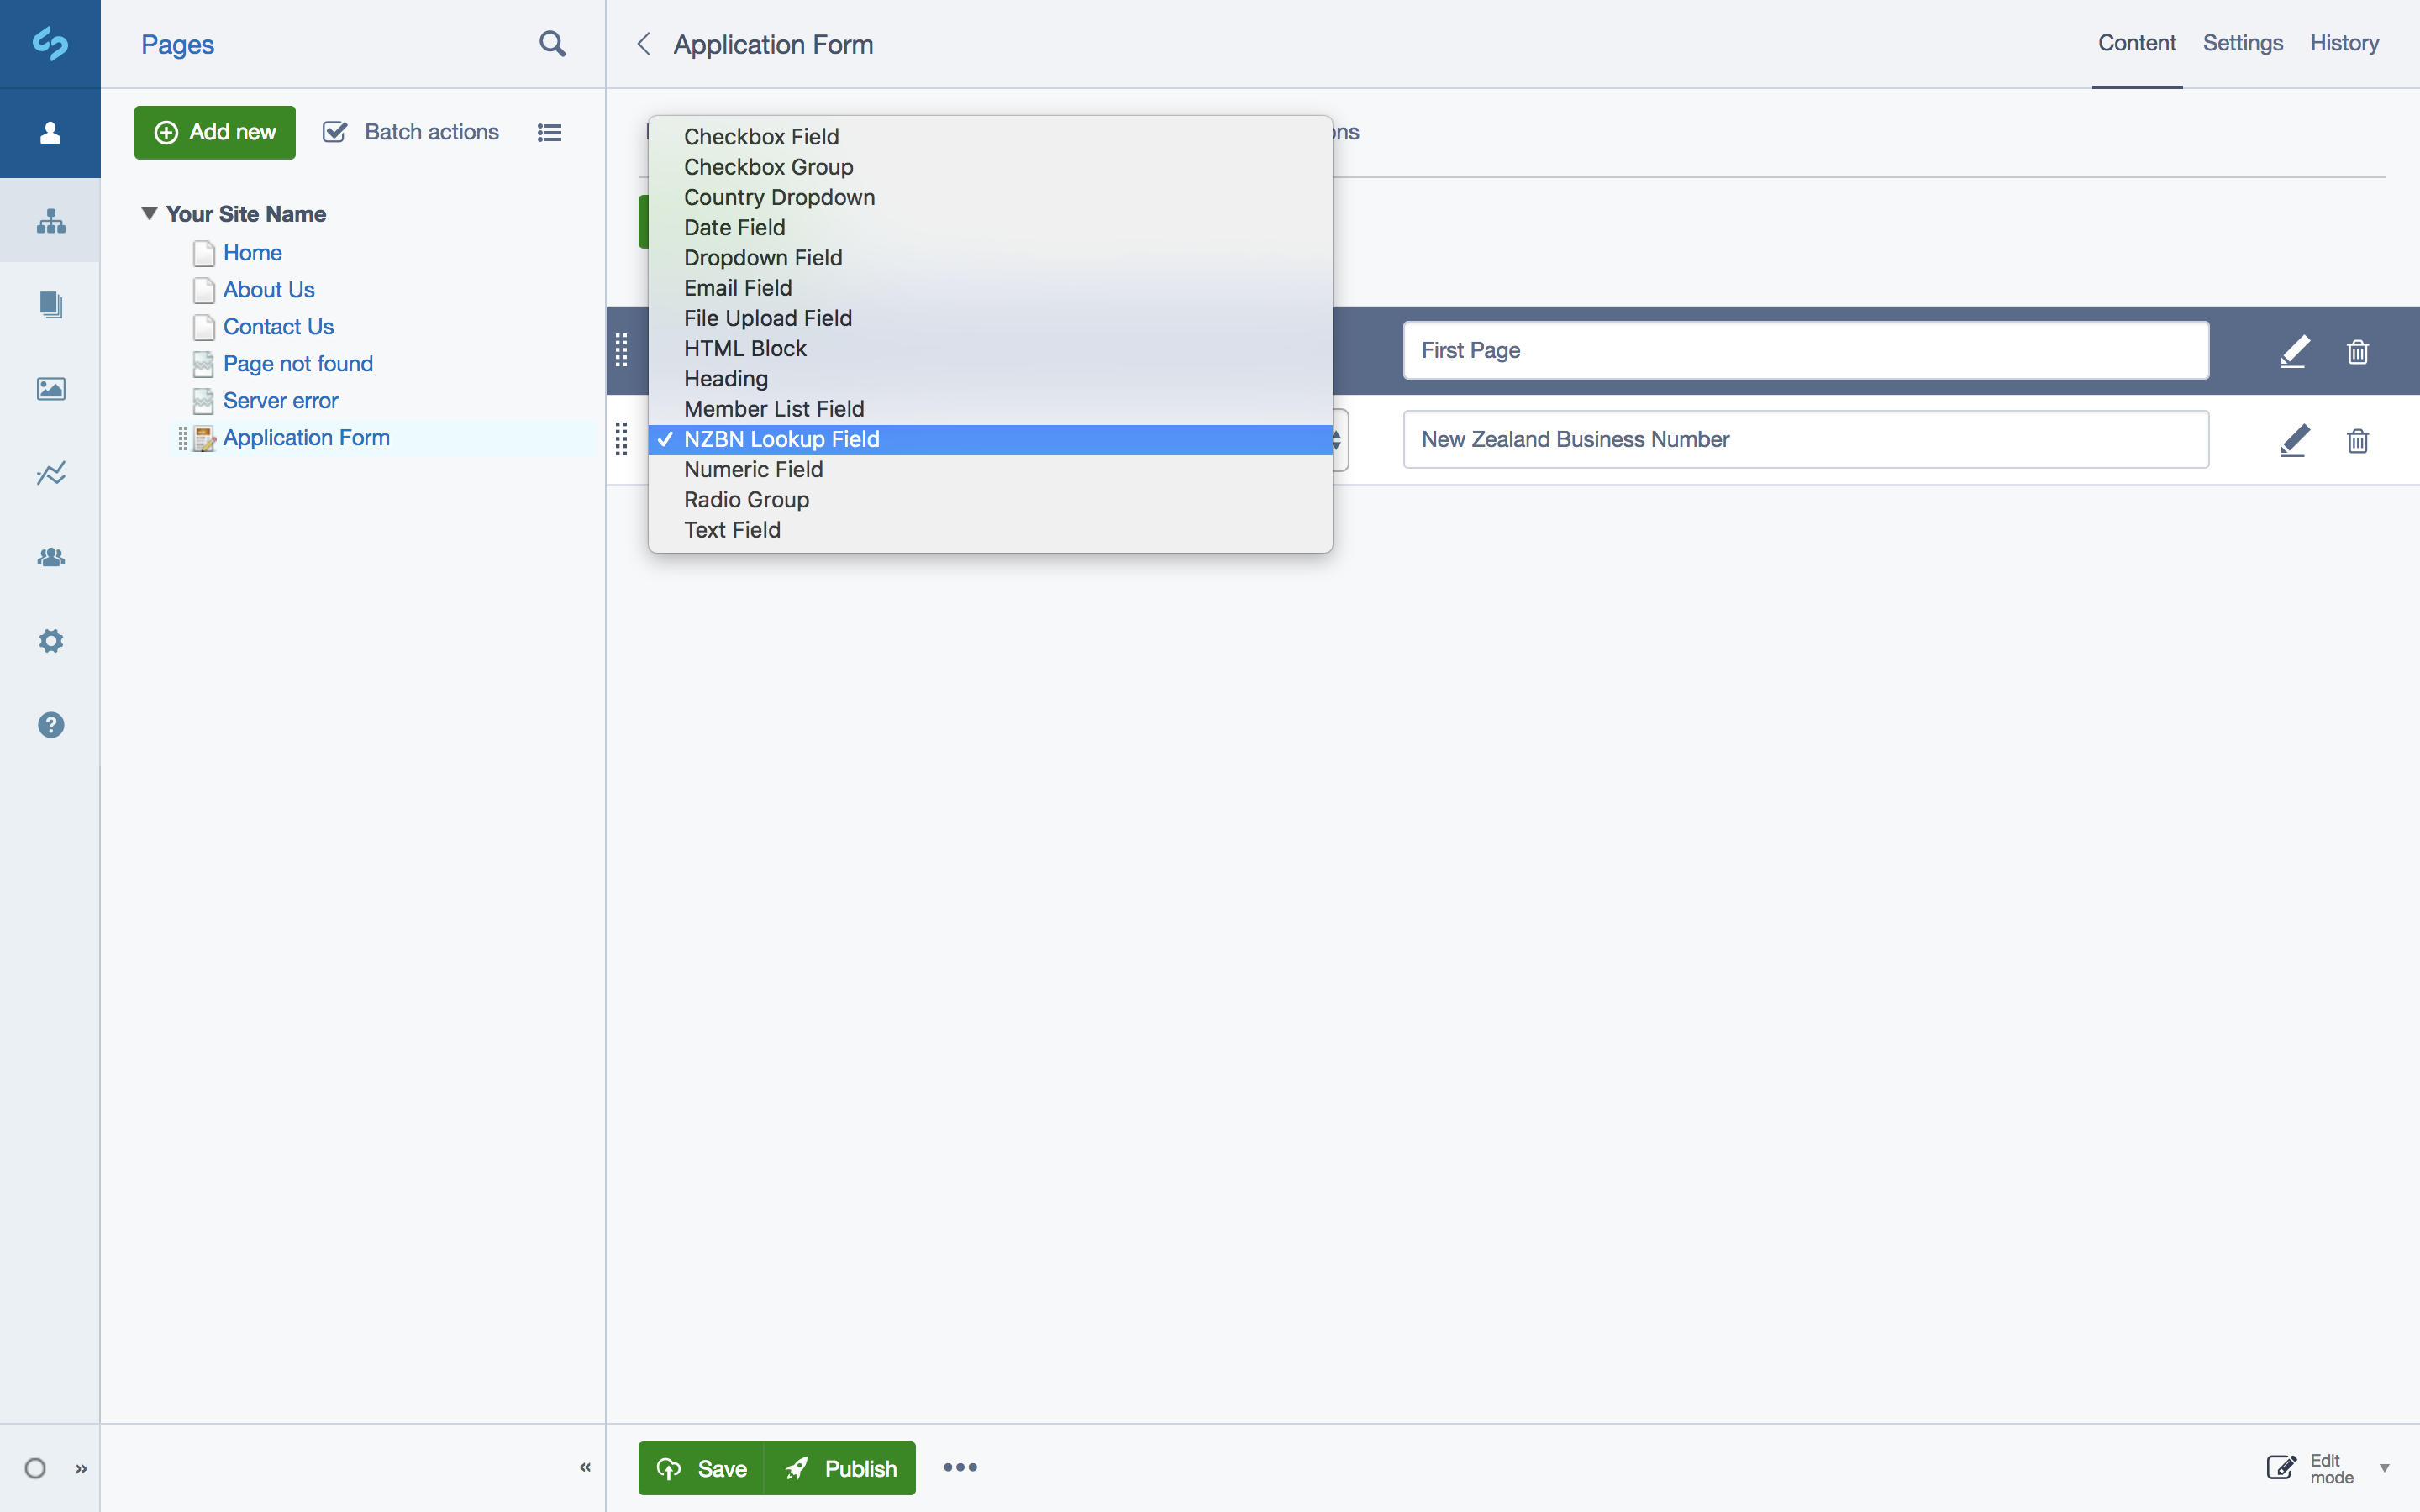 Pages
Application Form
Content
Settings
History
Add new
Batch actions
Your Site Name
Home
About Us
Contact Us
Page not found
Server error
Application Form
Checkbox Field
Checkbox Group
Country Dropdown
Date Field
Dropdown Field
Email Field
File Upload Field
HTML Block
Heading
Member List Field
✓ NZBN Lookup Field
Numeric Field
Radio Group
Text Field
First Page
New Zealand Business Number
»
«
Save
Publish
Edit
mode